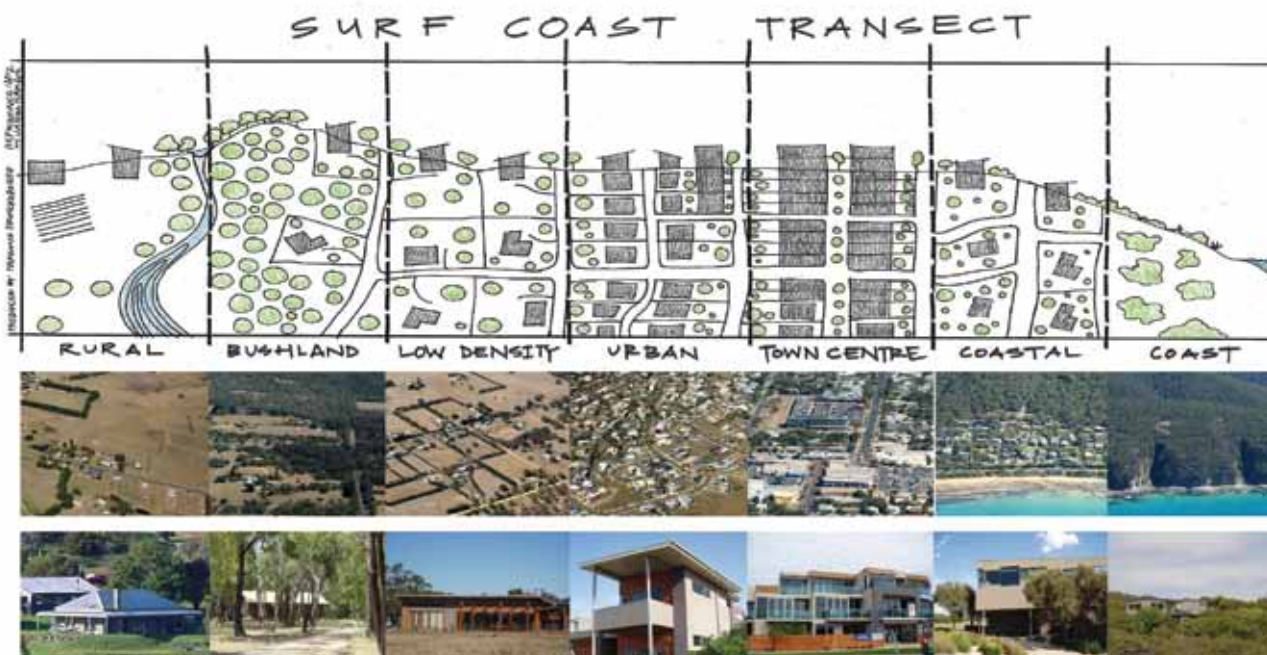 SURF COAST TRANSECT
RURAL
BUSHLAND
LOW DENSITY
URBAN
TOWN CENTRE
COASTAL
COAST